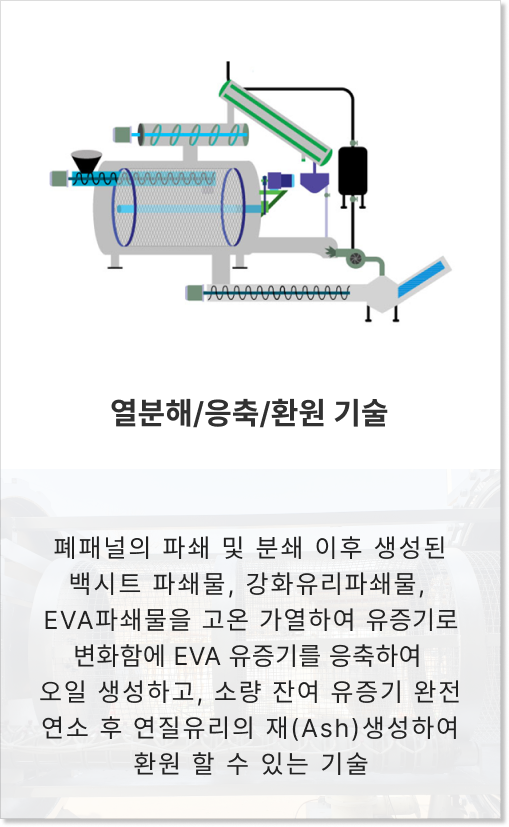 열분해/응축/환원 기술
폐패널의 파쇄 및 분쇄 이후 생성된
백시트 파쇄물, 강화유리파쇄물,
EVA파쇄물을 고온 가열하여 유증기로
변화함에 EVA 유증기를 응축하여
오일 생성하고, 소량 잔여 유증기 완전
연소 후 연질유리의 재(Ash)생성하여
환원 할 수 있는 기술